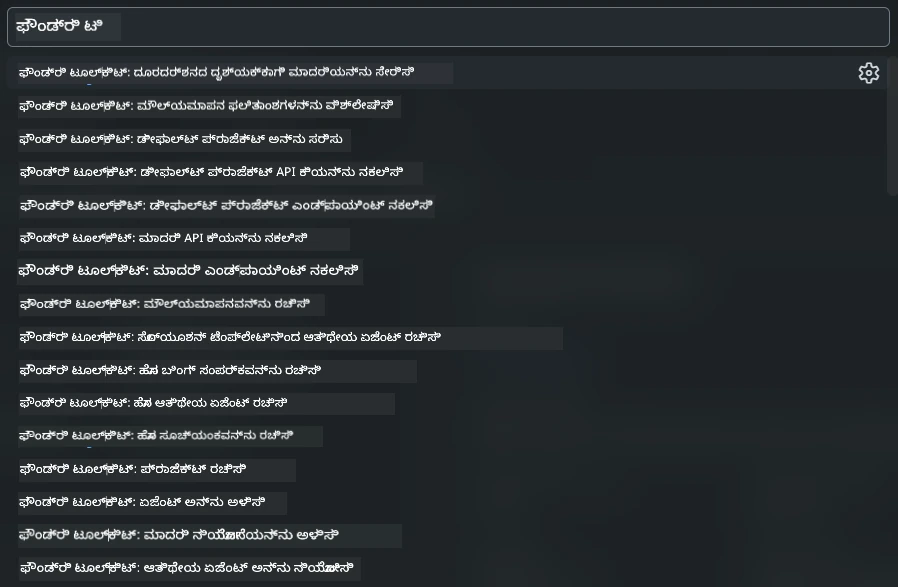 ಫೌಂಡ್ರಿ ಟಿ
ಫೌಂಡ್ರಿ ಟೂಲ್‌ಕಿಟ್: ದೂರದರ್ಶನದ ದೃಶ್ಯಕ್ಕಾಗಿ ಮಾದರಿಯನ್ನು ಸೇರಿಸಿ
ಫೌಂಡ್ರಿ ಟೂಲ್‌ಕಿಟ್: ಮೌಲ್ಯಮಾಪನ ಫಲಿತಾಂಶಗಳನ್ನು ವಿಶ್ಲೇಷಿಸಿ
ಫೌಂಡ್ರಿ ಟೂಲ್‌ಕಿಟ್: ಡೀಫಾಲ್ಟ್ ಪ್ರಾಜೆಕ್ಟ್ ಅನ್ನು ಸರಿಸು
ಫೌಂಡ್ರಿ ಟೂಲ್‌ಕಿಟ್: ಡೀಫಾಲ್ಟ್ ಪ್ರಾಜೆಕ್ಟ್ API ಕಿಯನ್ನು ನಕಲಿಸಿ
ಫೌಂಡ್ರಿ ಟೂಲ್‌ಕಿಟ್: ಡೀಫಾಲ್ಟ್ ಪ್ರಾಜೆಕ್ಟ್ ಎಂಡ್‌ಪಾಯಿಂಟ್ ನಕಲಿಸಿ
ಫೌಂಡ್ರಿ ಟೂಲ್‌ಕಿಟ್: ಮಾದರಿ API ಕಿಯನ್ನು ನಕಲಿಸಿ
ಫೌಂಡ್ರಿ ಟೂಲ್‌ಕಿಟ್: ಮಾದರಿ ಎಂಡ್‌ಪಾಯಿಂಟ್ ನಕಲಿಸಿ
ಫೌಂಡ್ರಿ ಟೂಲ್‌ಕಿಟ್: ಮೌಲ್ಯಮಾಪನವನ್ನು ರಚಿಸಿ
ಫೌಂಡ್ರಿ ಟೂಲ್‌ಕಿಟ್: ಸೊಲ್ಯೂಶನ್ ಟೆಂಪ್ಲೇಟಿನಿಂದ ಆತಿಥೇಯ ಏಜೆಂಟ್ ರಚಿಸಿ
ಫೌಂಡ್ರಿ ಟೂಲ್‌ಕಿಟ್: ಹೊಸ ಬಿಂಗ್ ಸಂಪರ್ಕವನ್ನು ರಚಿಸಿ
ಫೌಂಡ್ರಿ ಟೂಲ್‌ಕಿಟ್: ಹೊಸ ಆತಿಥೇಯ ಏಜೆಂಟ್ ರಚಿಸಿ
ಫೌಂಡ್ರಿ ಟೂಲ್‌ಕಿಟ್: ಹೊಸ ಸೂಚ್ಯಂಕವನ್ನು ರಚಿಸಿ
ಫೌಂಡ್ರಿ ಟೂಲ್‌ಕಿಟ್: ಪ್ರಾಜೆಕ್ಟ್ ರಚಿಸಿ
ಫೌಂಡ್ರಿ ಟೂಲ್‌ಕಿಟ್: ಏಜೆಂಟ್ ಅನ್ನು ಅಳಿಸಿ
ಫೌಂಡ್ರಿ ಟೂಲ್‌ಕಿಟ್: ಮಾದರಿ ನಿಯೋಜನೆಯನ್ನು ಅಳಿಸಿ
ಫೌಂಡ್ರಿ ಟೂಲ್‌ಕಿಟ್: ಆತಿಥೇಯ ಏಜೆಂಟ್ ಅನ್ನು ನಿಯೋಜಿಸಿ